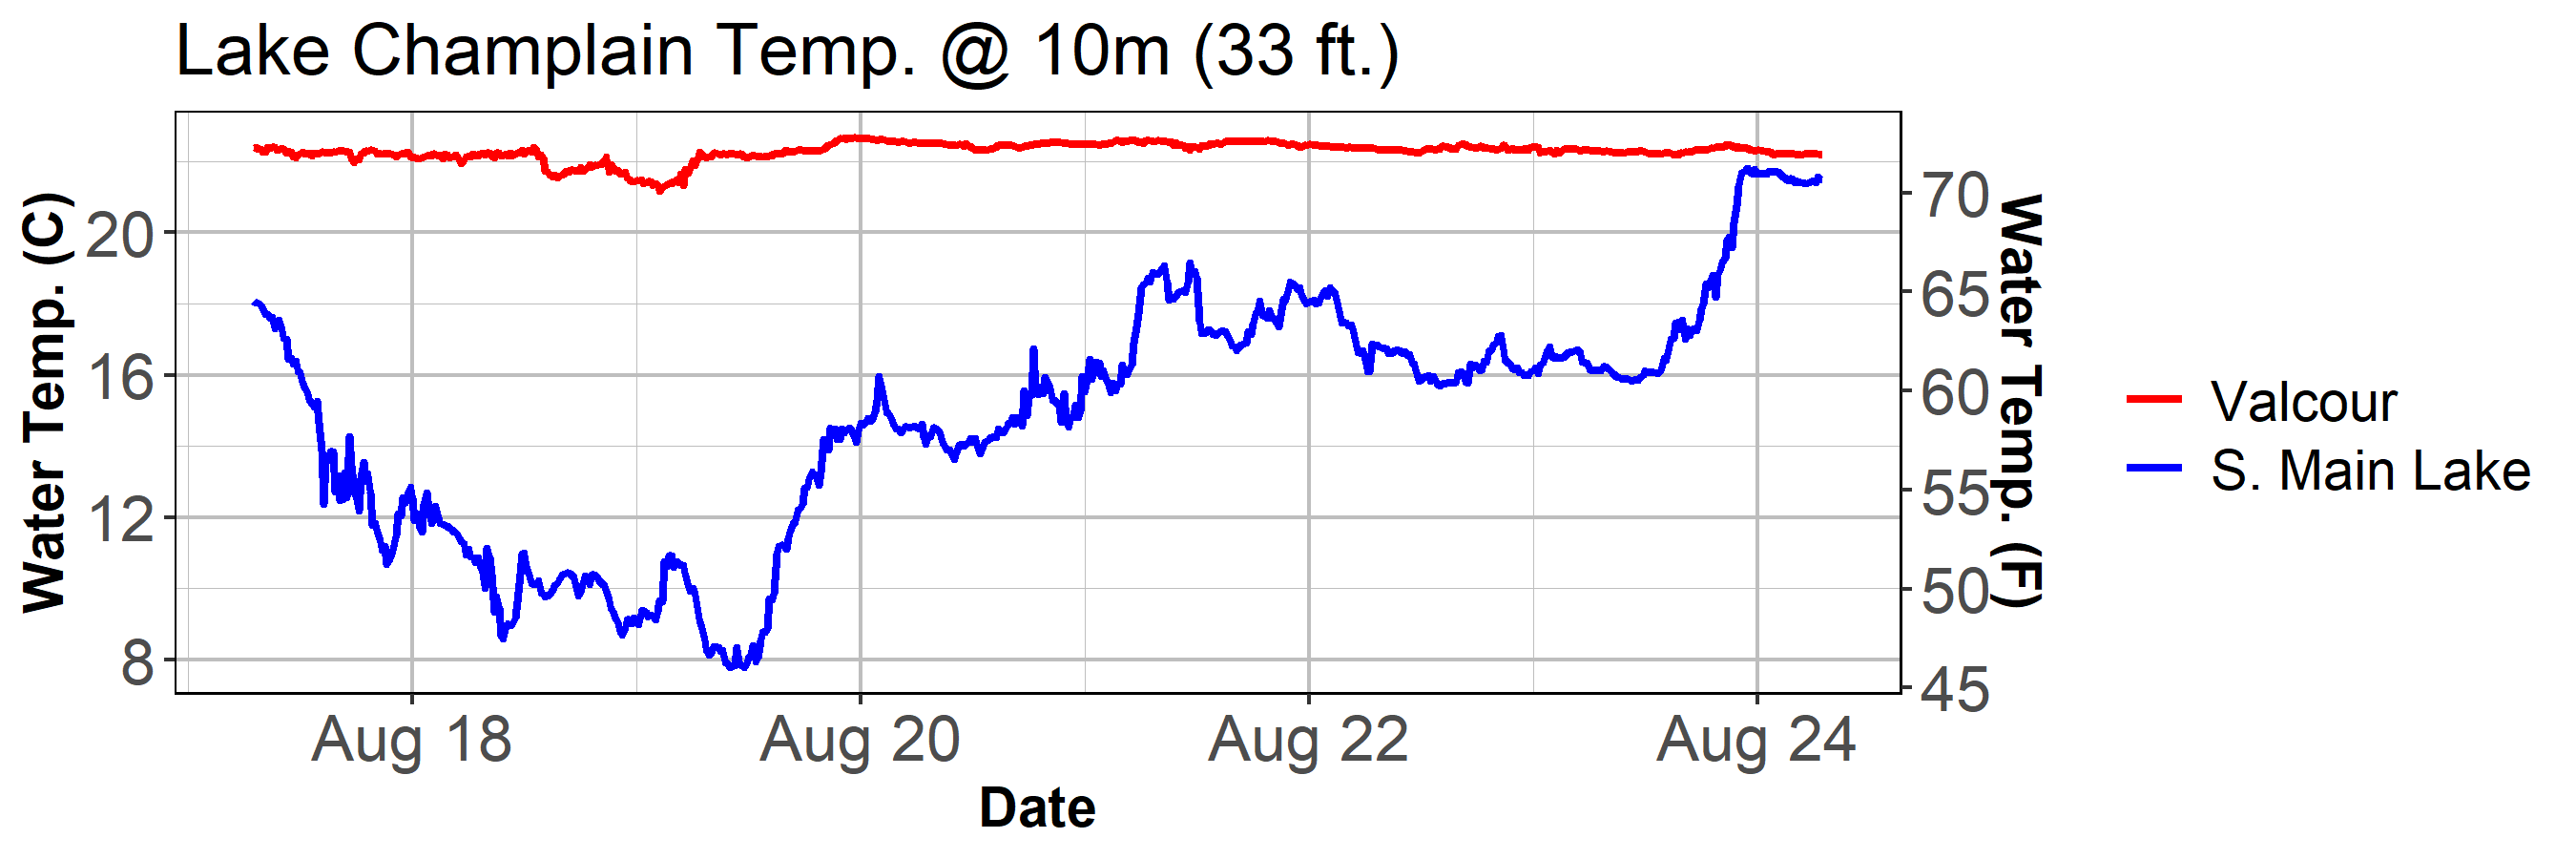 Lake Champlain Temp. @ 10m (33 ft.)
Water Temp. (C)
20
16
12
8
70
65
60
55
50
45
Water Temp. (F)
Aug 18
Aug 20
Aug 22
Aug 24
Date
Valcour
S. Main Lake